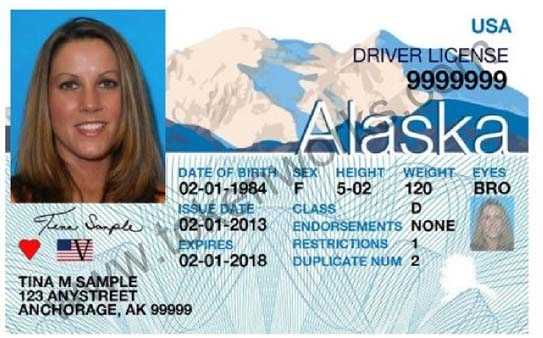 USA
DRIVER LICENSE
9999999
Alaska
DATE OF BIRTH SEX HEIGHT WEIGHT EYES
02-01-1984 F 5-02 120 BRO
ISSUE DATE CLASS D
02-01-2013 ENDORSEMENTS NONE
EXPIRES RESTRICTIONS 1
02-01-2018 DUPLICATE NUM 2
Tina Sample
V
TINA M SAMPLE
123 ANYSTREET
ANCHORAGE, AK 99999